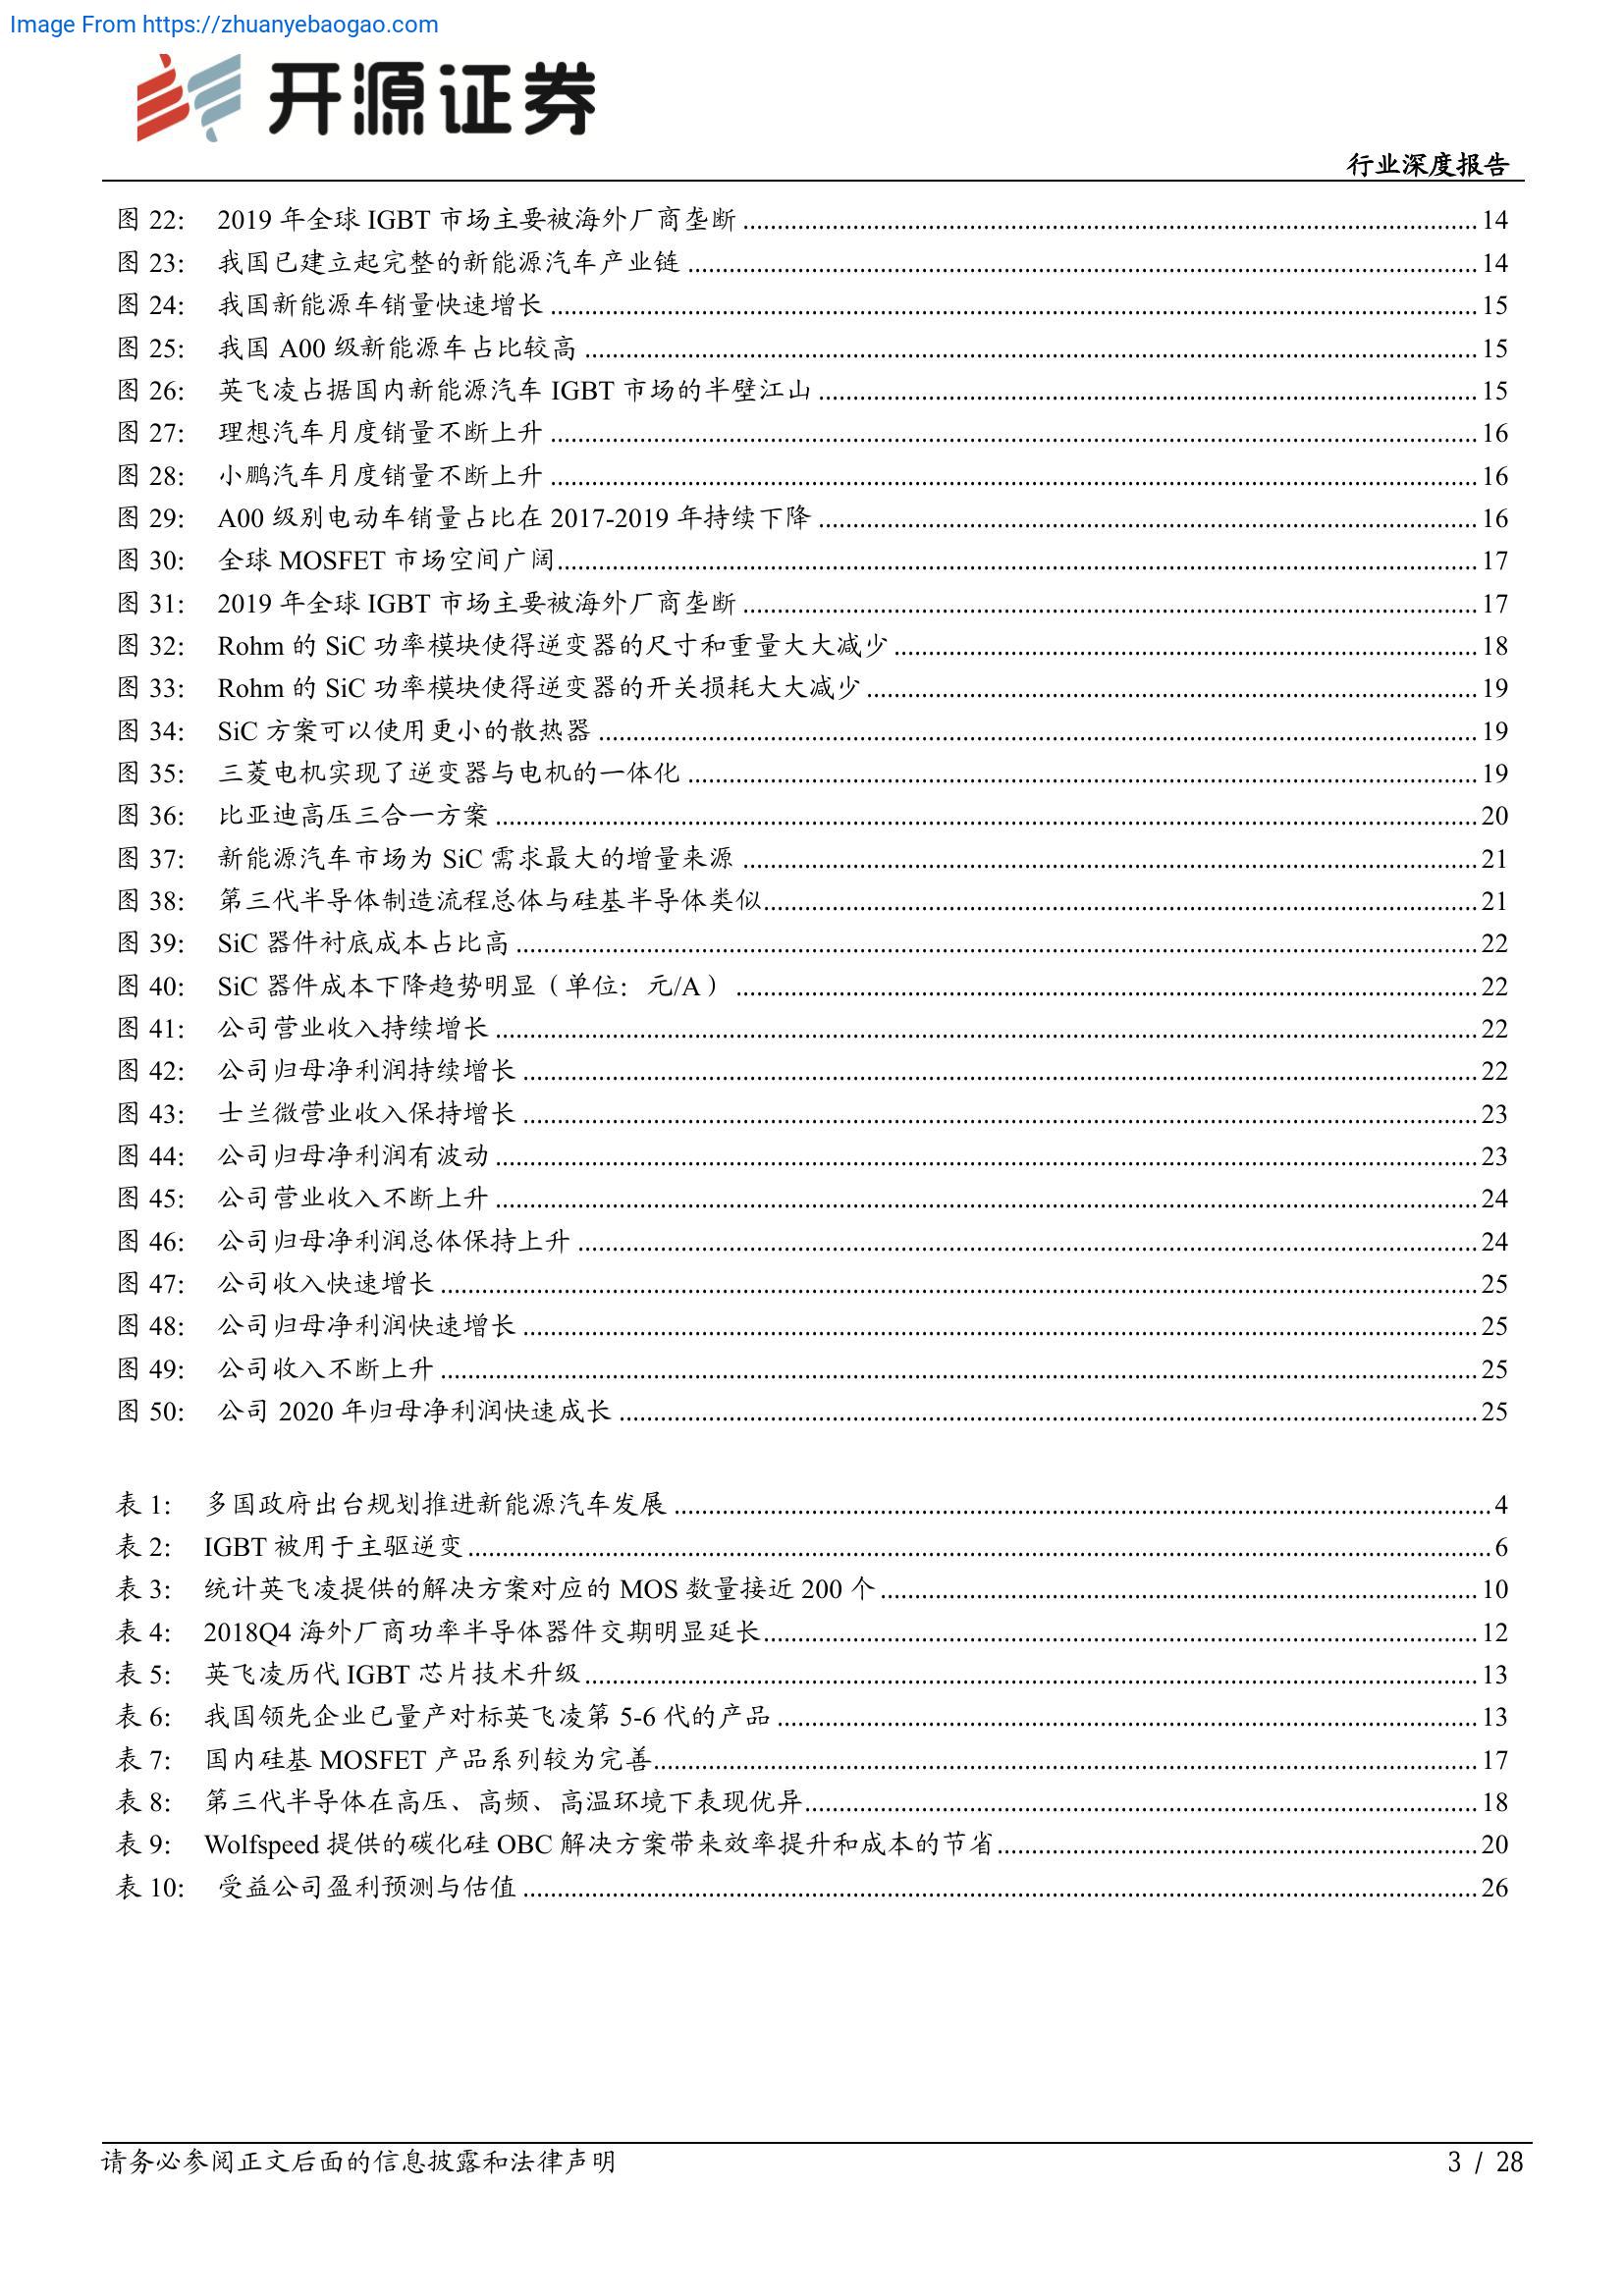 Image From https://zhuanyebaogao.com
开源证券
行业深度报告
图 22: 2019 年全球 IGBT 市场主要被海外厂商垄断 14
图 23: 我国已建立起完整的新能源汽车产业链 14
图 24: 我国新能源车销量快速增长 15
图 25: 我国 A00 级新能源车占比较高 15
图 26: 英飞凌占据国内新能源汽车 IGBT 市场的半壁江山 15
图 27: 理想汽车月度销量不断上升 16
图 28: 小鹏汽车月度销量不断上升 16
图 29: A00 级别电动车销量占比在 2017-2019 年持续下降 16
图 30: 全球 MOSFET 市场空间广阔 17
图 31: 2019 年全球 IGBT 市场主要被海外厂商垄断 17
图 32: Rohm 的 SiC 功率模块使得逆变器的尺寸和重量大大减少 18
图 33: Rohm 的 SiC 功率模块使得逆变器的开关损耗大大减少 19
图 34: SiC 方案可以使用更小的散热器 19
图 35: 三菱电机实现了逆变器与电机的一体化 19
图 36: 比亚迪高压三合一方案 20
图 37: 新能源汽车市场为 SiC 需求最大的增量来源 21
图 38: 第三代半导体制造流程总体与硅基半导体类似 21
图 39: SiC 器件衬底成本占比高 22
图 40: SiC 器件成本下降趋势明显（单位：元/A） 22
图 41: 公司营业收入持续增长 22
图 42: 公司归母净利润持续增长 22
图 43: 士兰微营业收入保持增长 23
图 44: 公司归母净利润有波动 23
图 45: 公司营业收入不断上升 24
图 46: 公司归母净利润总体保持上升 24
图 47: 公司收入快速增长 25
图 48: 公司归母净利润快速增长 25
图 49: 公司收入不断上升 25
图 50: 公司 2020 年归母净利润快速成长 25
表 1: 多国政府出台规划推进新能源汽车发展 4
表 2: IGBT 被用于主驱逆变 6
表 3: 统计英飞凌提供的解决方案对应的 MOS 数量接近 200 个 10
表 4: 2018Q4 海外厂商功率半导体器件交期明显延长 12
表 5: 英飞凌历代 IGBT 芯片技术升级 13
表 6: 我国领先企业已量产对标英飞凌第 5-6 代的产品 13
表 7: 国内硅基 MOSFET 产品系列较为完善 17
表 8: 第三代半导体在高压、高频、高温环境下表现优异 18
表 9: Wolfspeed 提供的碳化硅 OBC 解决方案带来效率提升和成本的节省 20
表 10: 受益公司盈利预测与估值 26
请务必参阅正文后面的信息披露和法律声明 3 / 28